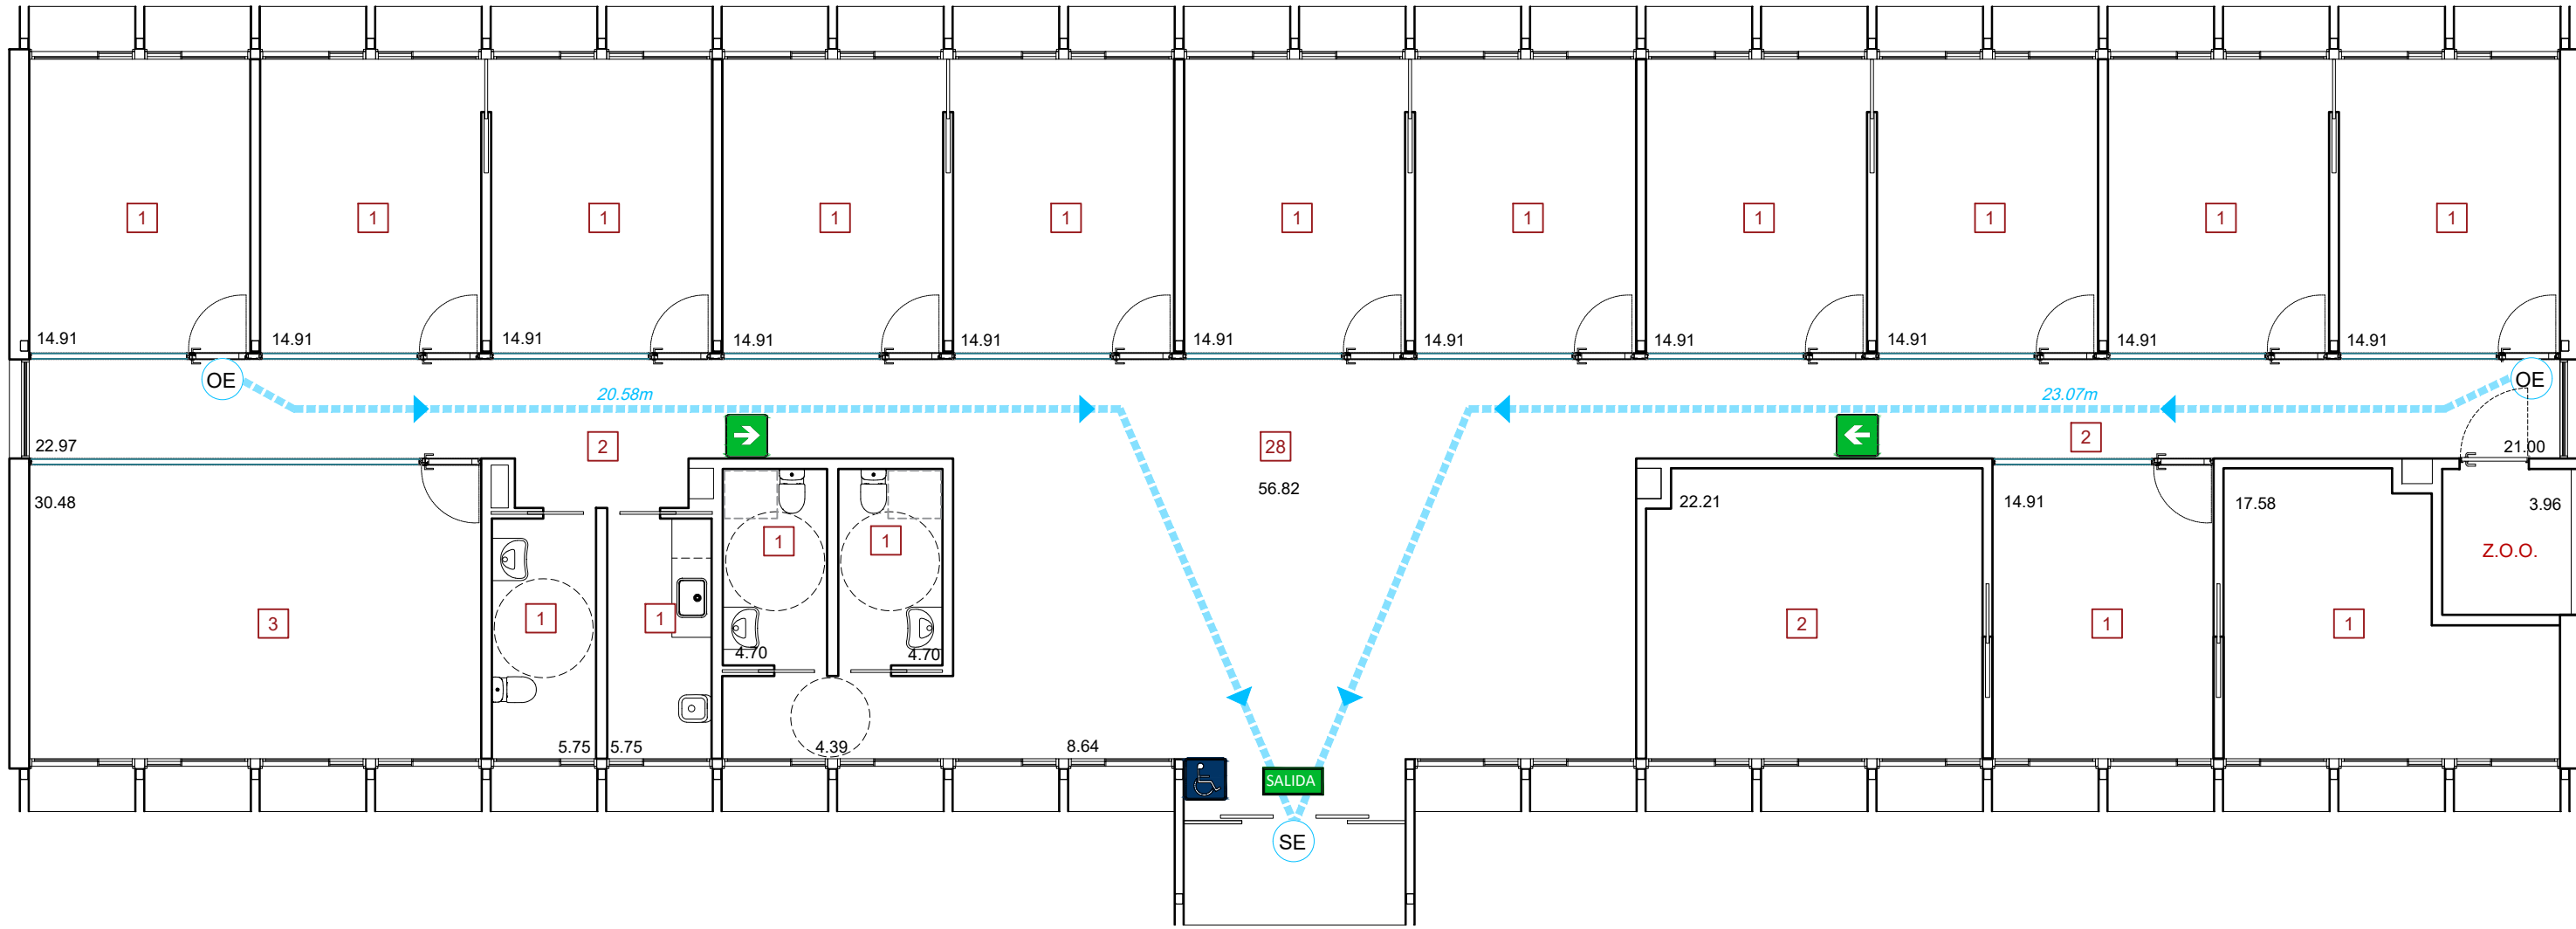 1 1 1 1 1 1 1 1 1 1 1
14.91 14.91 14.91 14.91 14.91 14.91 14.91 14.91 14.91 14.91 14.91
OE 20.58m 23.07m OE
22.97 2 28 2 21.00
30.48 56.82 22.21 14.91 17.58 3.96
1 1 Z.O.O.
3 1 1 2 1 1
4.70 4.70
5.75 5.75 4.39 8.64
SALIDA
SE